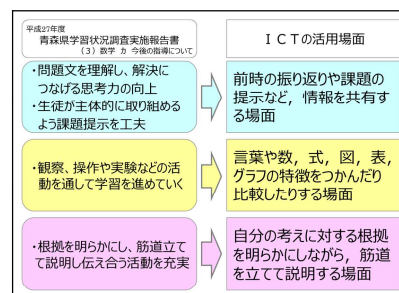 平成27年度
青森県学習状況調査実施報告書
（３）数学　カ　今後の指導について
ＩＣＴの活用場面
・問題文を理解し、解決に
つなげる思考力の向上
・生徒が主体的に取り組める
よう課題提示を工夫
前時の振り返りや課題の
提示など，情報を共有す
る場面
・観察、操作や実験などの活
動を通して学習を進めていく
言葉や数，式，図，表，
グラフの特徴をつかんだり
比較したりする場面
・根拠を明らかにし、筋道立て
て説明し伝え合う活動を充実
自分の考えに対する根拠
を明らかにしながら，筋道
を立てて説明する場面